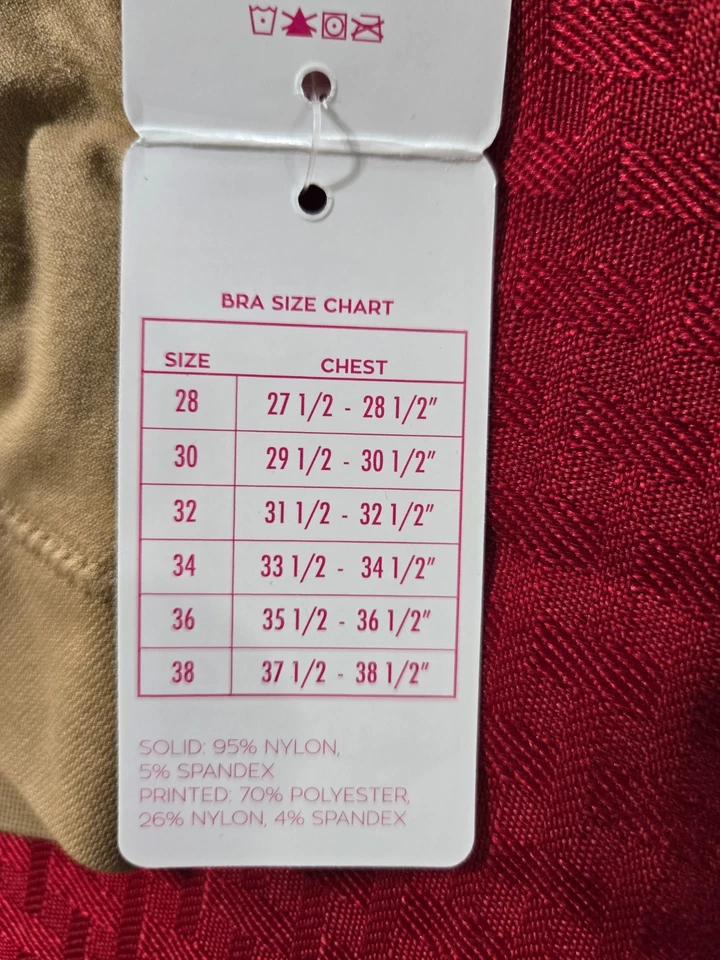 BRA SIZE CHART
SIZE CHEST
28 27 1/2 - 28 1/2"
30 29 1/2 - 30 1/2"
32 31 1/2 - 32 1/2"
34 33 1/2 - 34 1/2"
36 35 1/2 - 36 1/2"
38 37 1/2 - 38 1/2"
SOLID: 95% NYLON,
5% SPANDEX
PRINTED: 70% POLYESTER,
26% NYLON, 4% SPANDEX